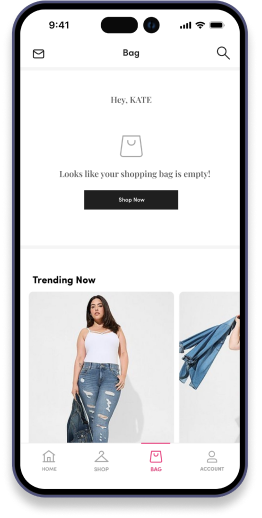 9:41
Bag
Hey, KATE
Looks like your shopping bag is empty!
Shop Now
Trending Now
HOME SHOP BAG ACCOUNT